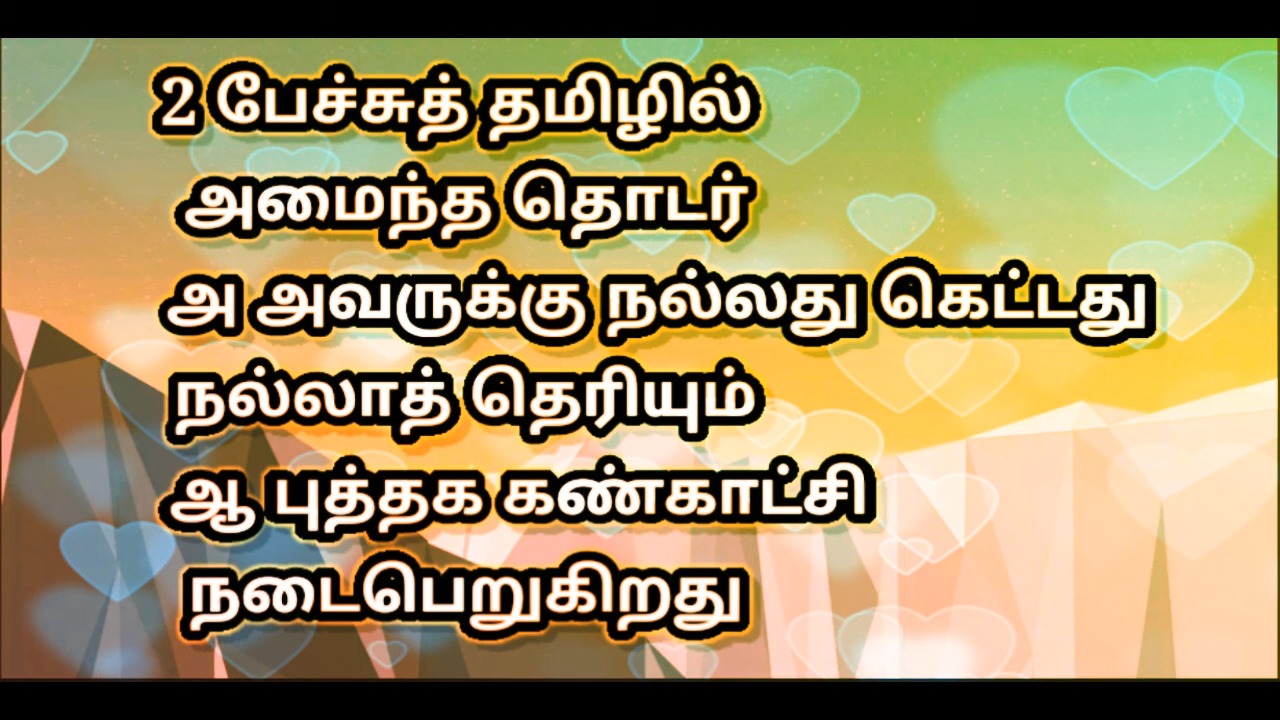 2 பேச்சுத் தமிழில்
அமைந்த தொடர்
அ அவருக்கு நல்லது கெட்டது
நல்லாத் தெரியும்
ஆ புத்தக கண்காட்சி
நடைபெறுகிறது